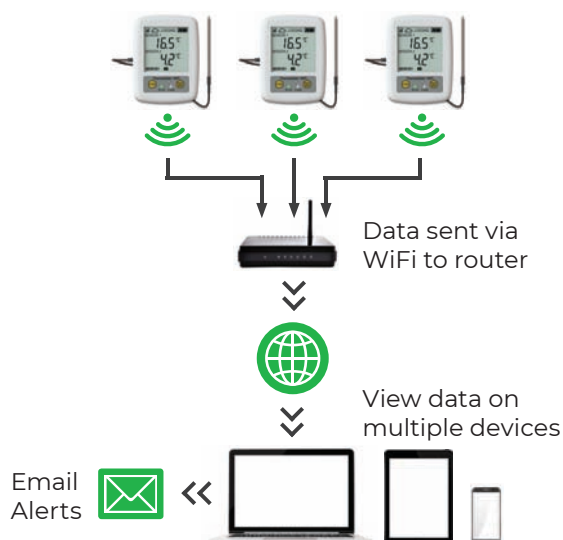 16.5°C
4.2°C
16.5°C
4.2°C
16.5°C
4.2°C
Data sent via
WiFi to router
View data on
multiple devices
Email
Alerts